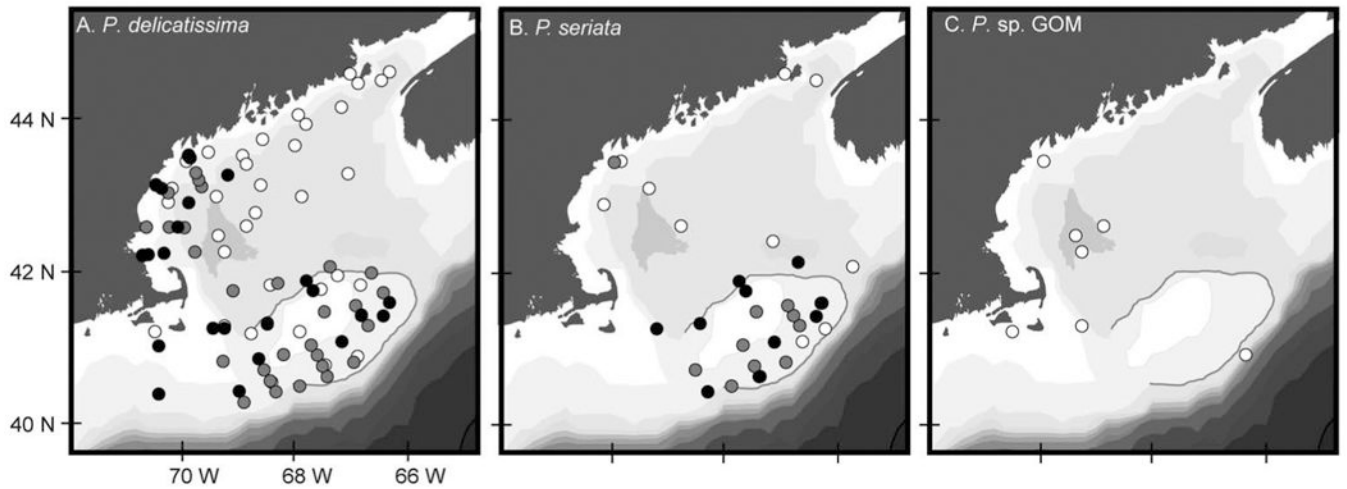 A. P. delicatissima
B. P. seriata
C. P. sp. GOM
44 N
42 N
40 N
70 W 68 W 66 W